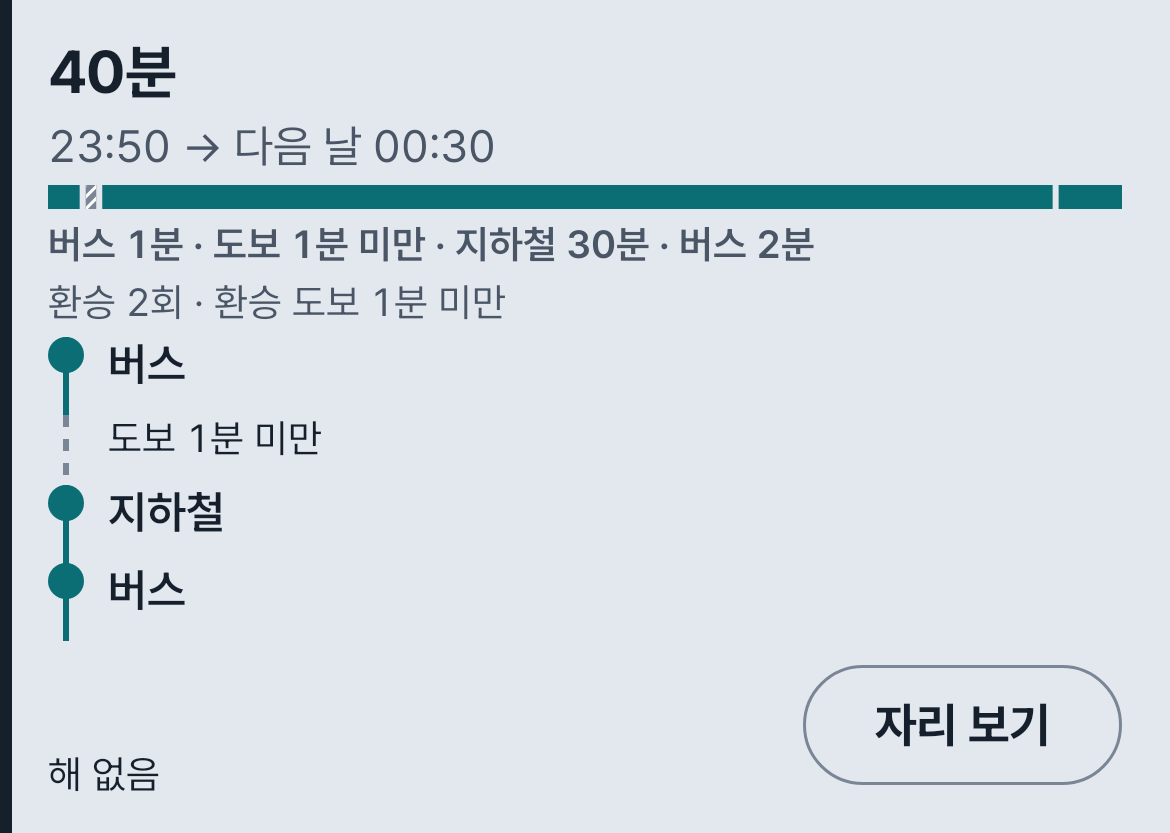 40분
23:50 → 다음 날 00:30
버스 1분 · 도보 1분 미만 · 지하철 30분 · 버스 2분
환승 2회 · 환승 도보 1분 미만
버스
도보 1분 미만
지하철
버스
자리 보기
해 없음